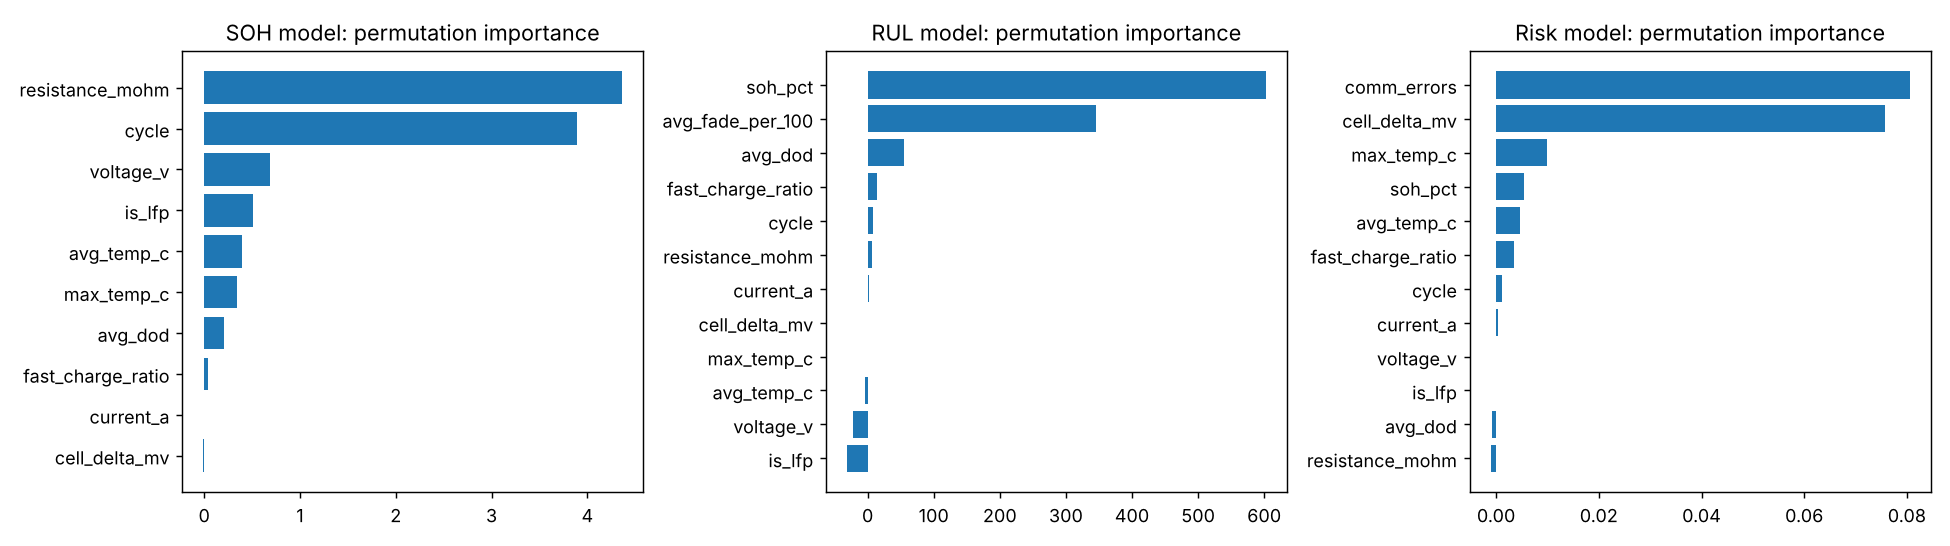 SOH model: permutation importance
resistance_mohm
cycle
voltage_v
is_lfp
avg_temp_c
max_temp_c
avg_dod
fast_charge_ratio
current_a
cell_delta_mv
0 1 2 3 4
RUL model: permutation importance
soh_pct
avg_fade_per_100
avg_dod
fast_charge_ratio
cycle
resistance_mohm
current_a
cell_delta_mv
max_temp_c
avg_temp_c
voltage_v
is_lfp
0 100 200 300 400 500 600
Risk model: permutation importance
comm_errors
cell_delta_mv
max_temp_c
soh_pct
avg_temp_c
fast_charge_ratio
cycle
current_a
voltage_v
is_lfp
avg_dod
resistance_mohm
0.00 0.02 0.04 0.06 0.08